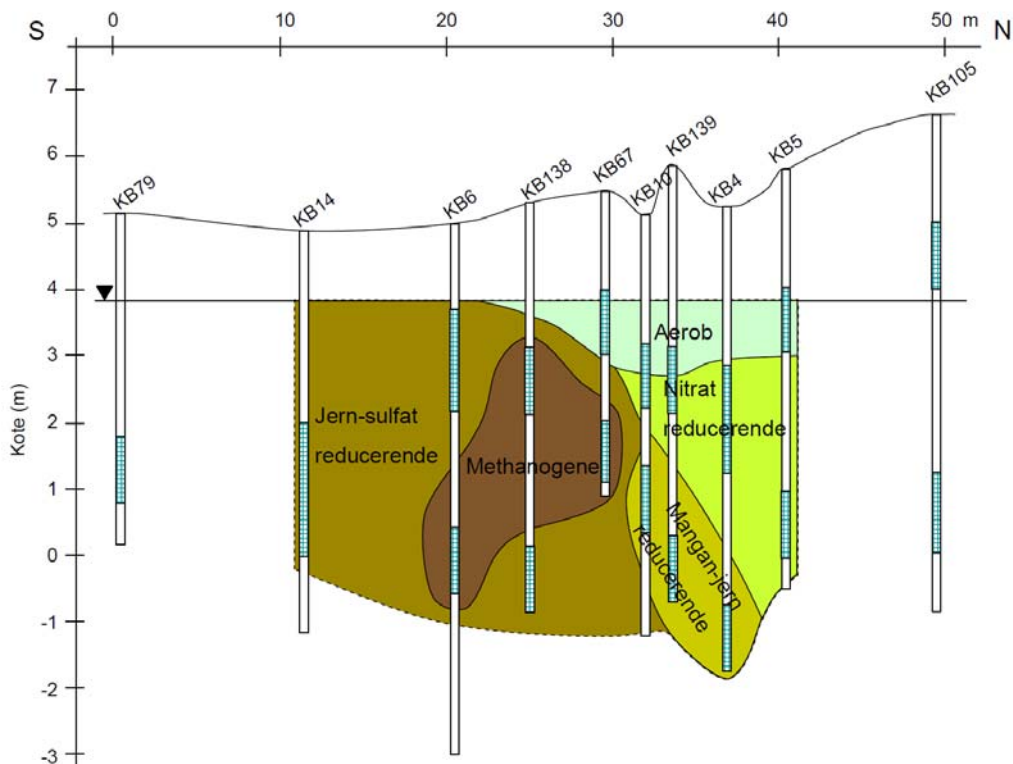 0 10 20 30 40 50 m
S N
7
6
5
4
3
2
1
0
-1
-2
-3
Kote (m)
KB79
KB14
KB6
KB138
KB67
KB10
KB139
KB4
KB5
KB105
Aerob
Nitrat
reducerende
Jern-sulfat
reducerende
Methanogene
Mangan-jern
reducerende